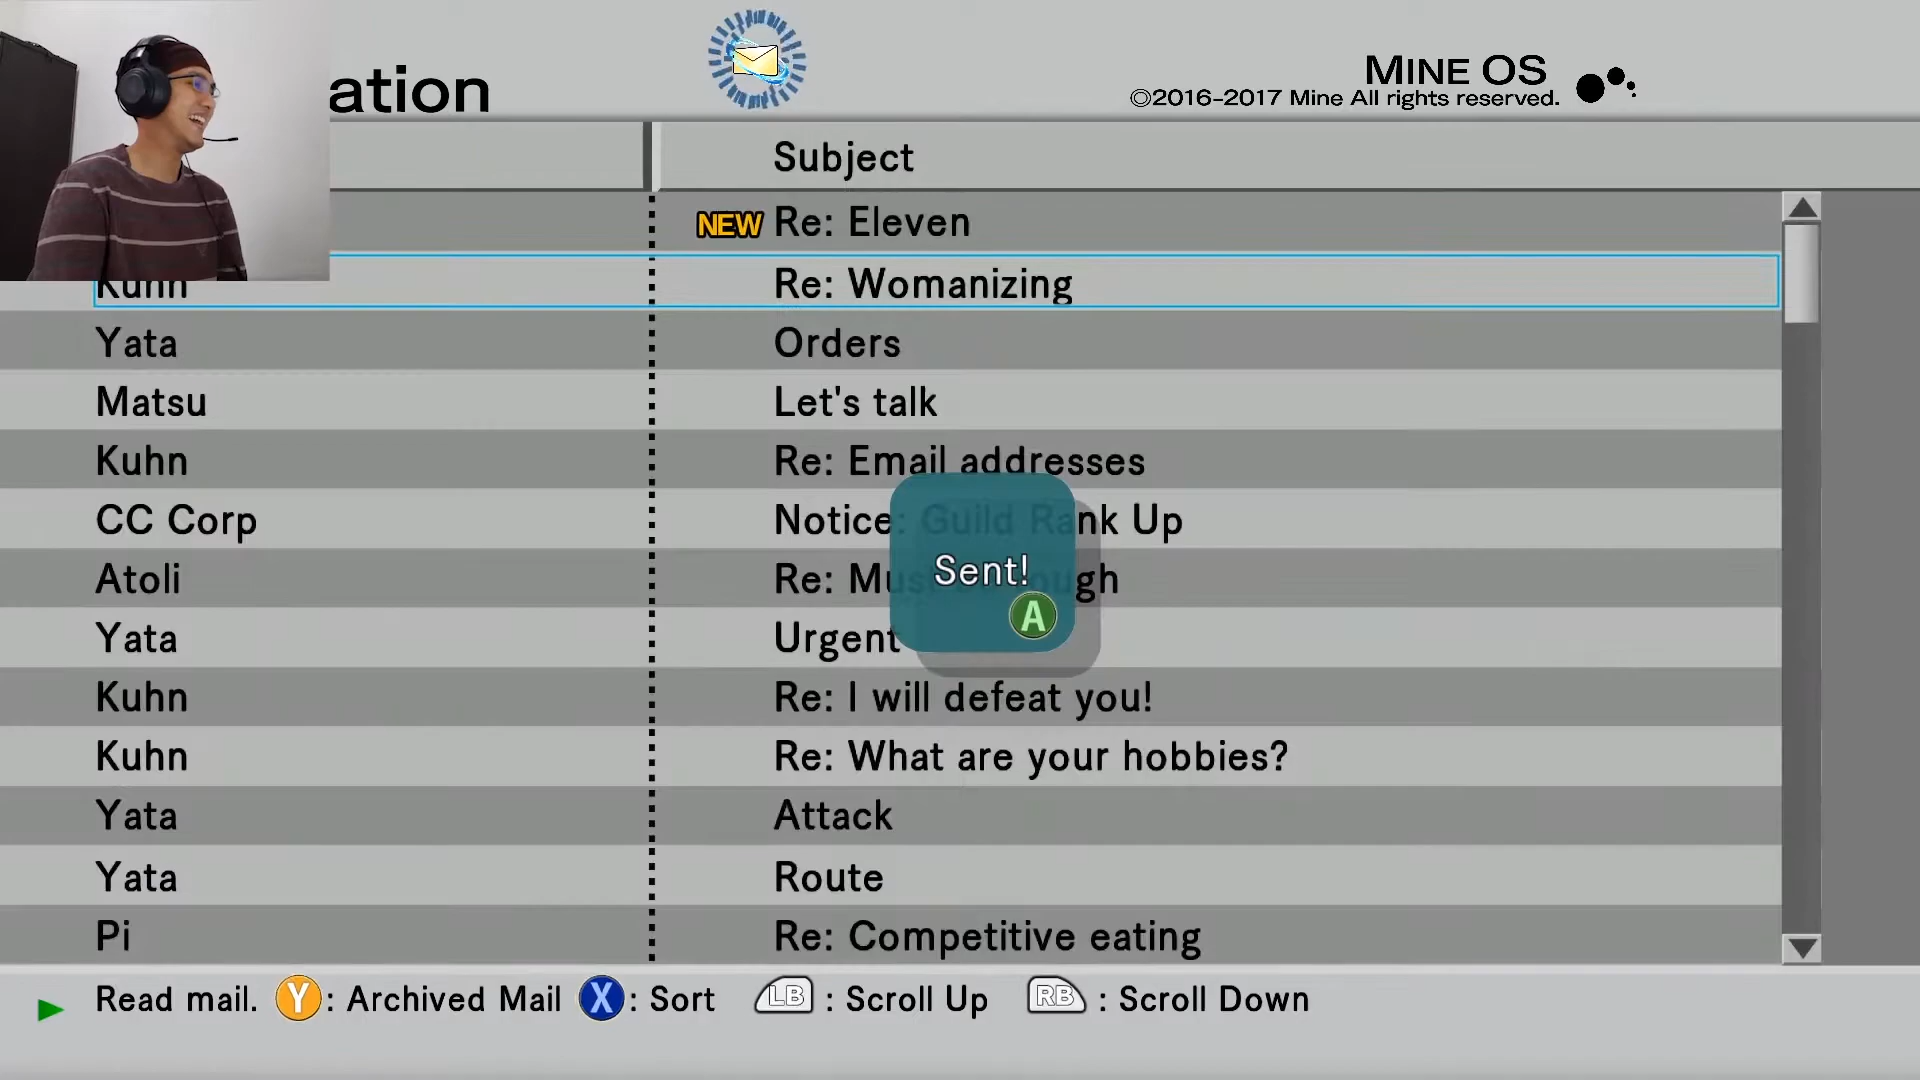 ation
MINE OS
©2016-2017 Mine All rights reserved.
Subject
NEW Re: Eleven
Kuhn Re: Womanizing
Yata Orders
Matsu Let's talk
Kuhn Re: Email addresses
CC Corp Notice: Guild Rank Up
Atoli Re:
Yata Urgent
Kuhn Re: I will defeat you!
Kuhn Re: What are your hobbies?
Yata Attack
Yata Route
Pi Re: Competitive eating
Sent!
A
Read mail. Y: Archived Mail X: Sort LB: Scroll Up RB: Scroll Down